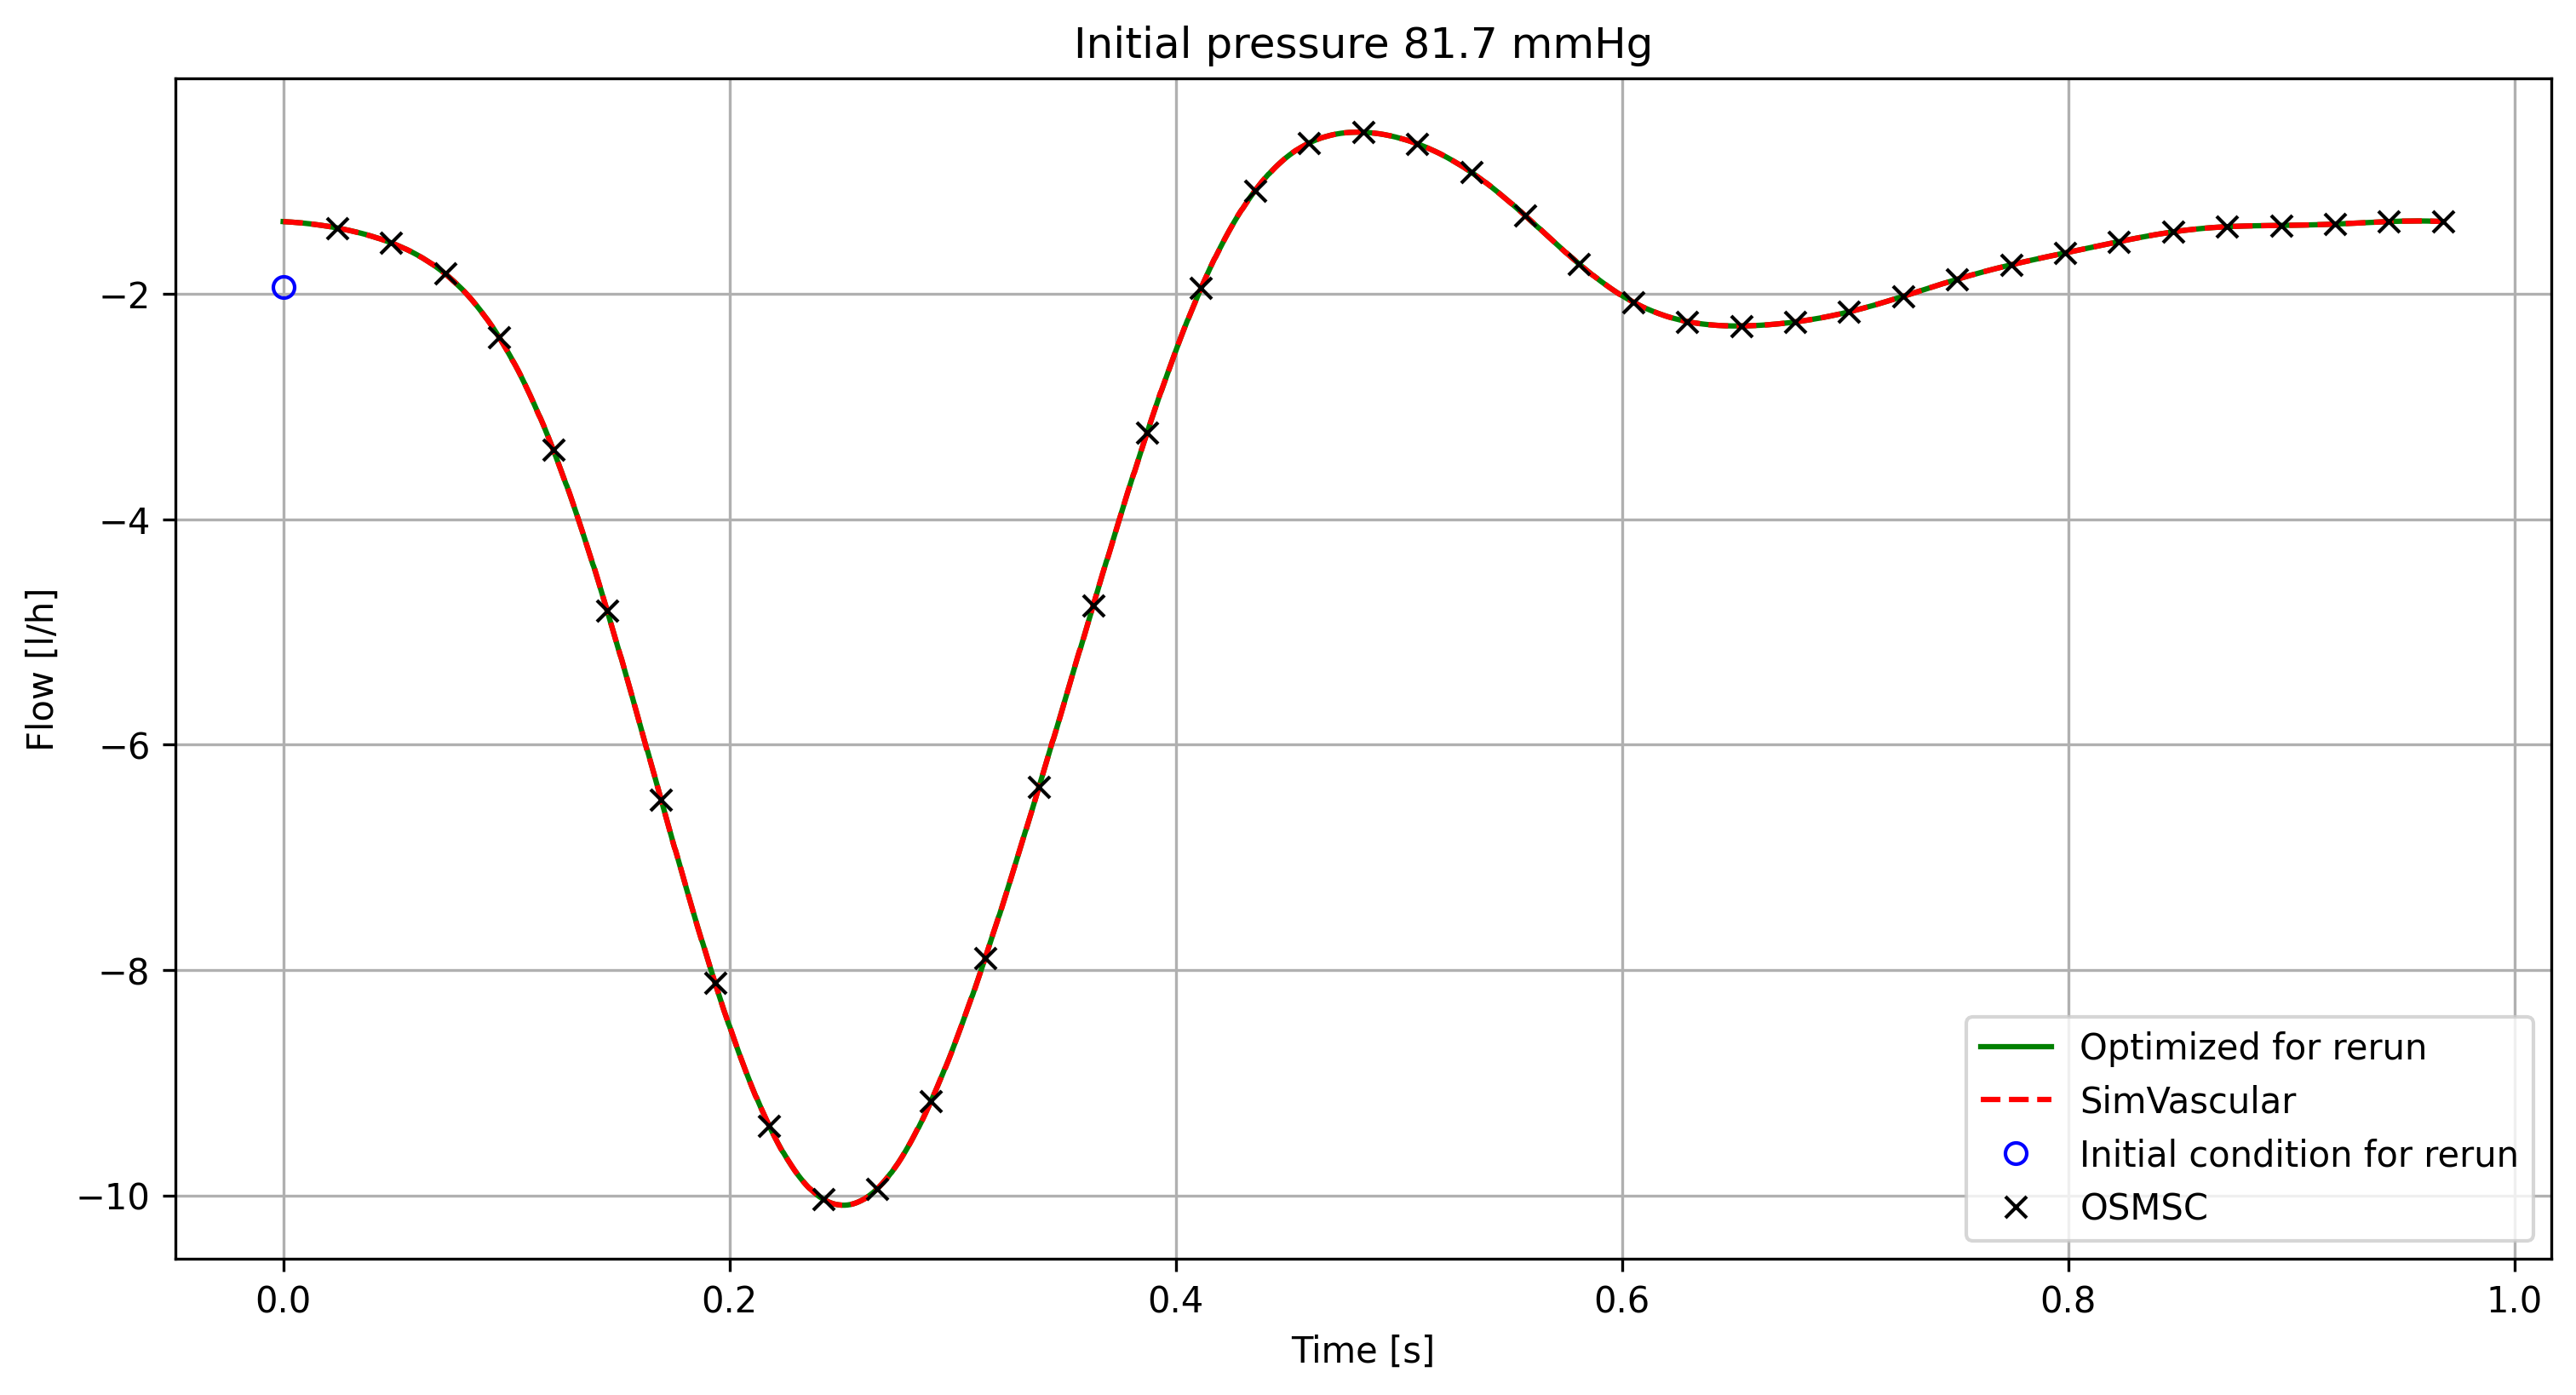 Initial pressure 81.7 mmHg
Flow [l/h]
−2
−4
−6
−8
−10
0.0 0.2 0.4 0.6 0.8 1.0
Time [s]
Optimized for rerun
SimVascular
Initial condition for rerun
OSMSC